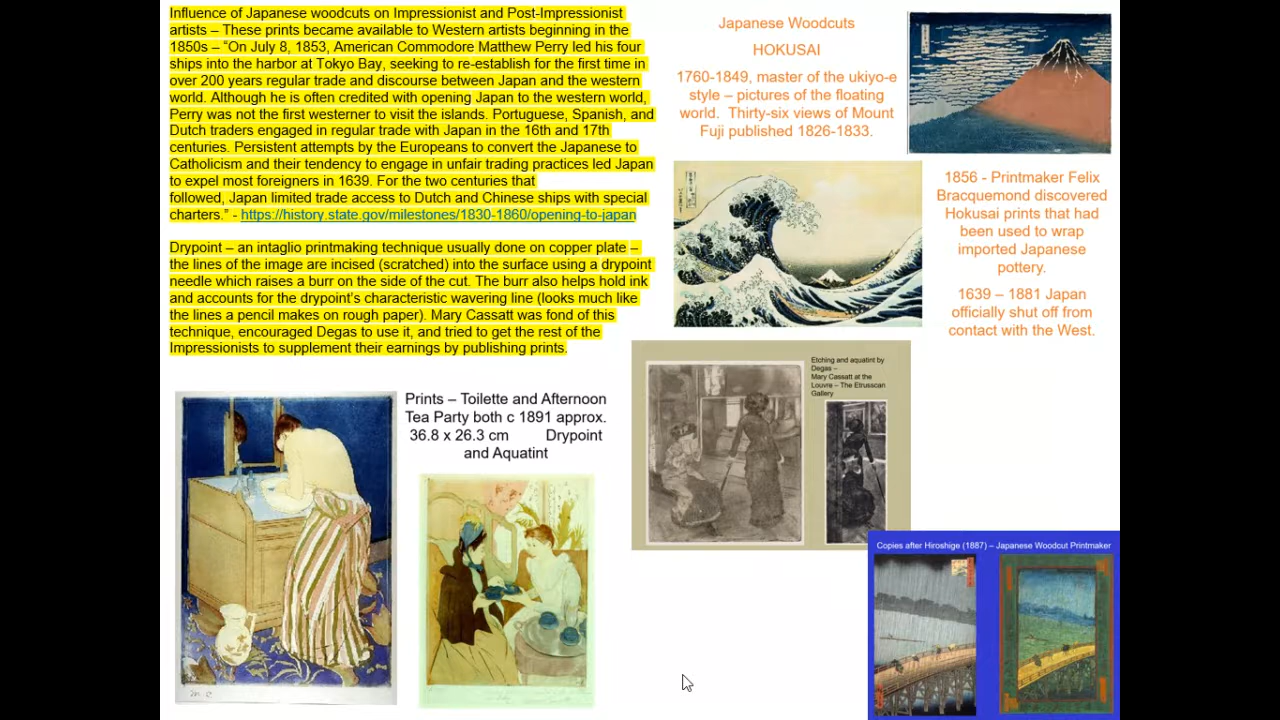 Influence of Japanese woodcuts on Impressionist and Post-Impressionist
artists – These prints became available to Western artists beginning in the
1850s – “On July 8, 1853, American Commodore Matthew Perry led his four
ships into the harbor at Tokyo Bay, seeking to re-establish for the first time in
over 200 years regular trade and discourse between Japan and the western
world. Although he is often credited with opening Japan to the western world,
Perry was not the first westerner to visit the islands. Portuguese, Spanish, and
Dutch traders engaged in regular trade with Japan in the 16th and 17th
centuries. Persistent attempts by the Europeans to convert the Japanese to
Catholicism and their tendency to engage in unfair trading practices led Japan
to expel most foreigners in 1639. For the two centuries that
followed, Japan limited trade access to Dutch and Chinese ships with special
charters.” - https://history.state.gov/milestones/1830-1860/opening-to-japan
Drypoint – an intaglio printmaking technique usually done on copper plate –
the lines of the image are incised (scratched) into the surface using a drypoint
needle which raises a burr on the side of the cut. The burr also helps hold ink
and accounts for the drypoint’s characteristic wavering line (looks much like
the lines a pencil makes on rough paper). Mary Cassatt was fond of this
technique, encouraged Degas to use it, and tried to get the rest of the
Impressionists to supplement their earnings by publishing prints.
Prints – Toilette and Afternoon
Tea Party both c 1891 approx.
36.8 x 26.3 cm Drypoint
and Aquatint
Japanese Woodcuts
HOKUSAI
1760-1849, master of the ukiyo-e
style – pictures of the floating
world. Thirty-six views of Mount
Fuji published 1826-1833.
1856 - Printmaker Felix
Bracquemond discovered
Hokusai prints that had
been used to wrap
imported Japanese
pottery.
1639 – 1881 Japan
officially shut off from
contact with the West.
Etching and aquatint by
Degas –
Mary Cassatt at the
Louvre – The Etrusscan
Gallery
Copies after Hiroshige (1887) – Japanese Woodcut Printmaker